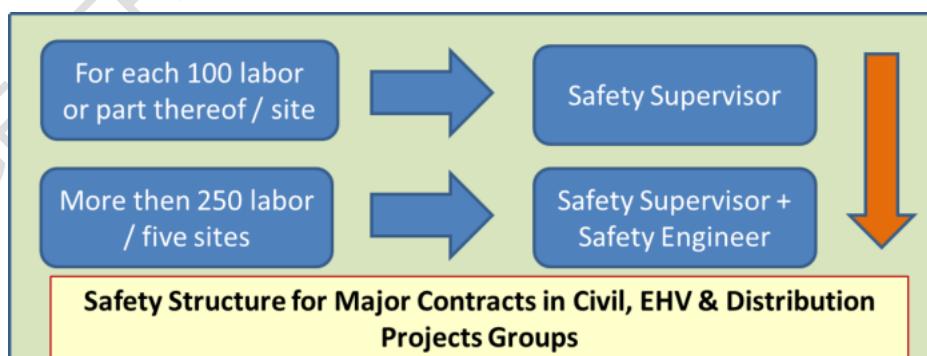 For each 100 labor
or part thereof / site
Safety Supervisor
More then 250 labor
/ five sites
Safety Supervisor +
Safety Engineer
Safety Structure for Major Contracts in Civil, EHV & Distribution
Projects Groups